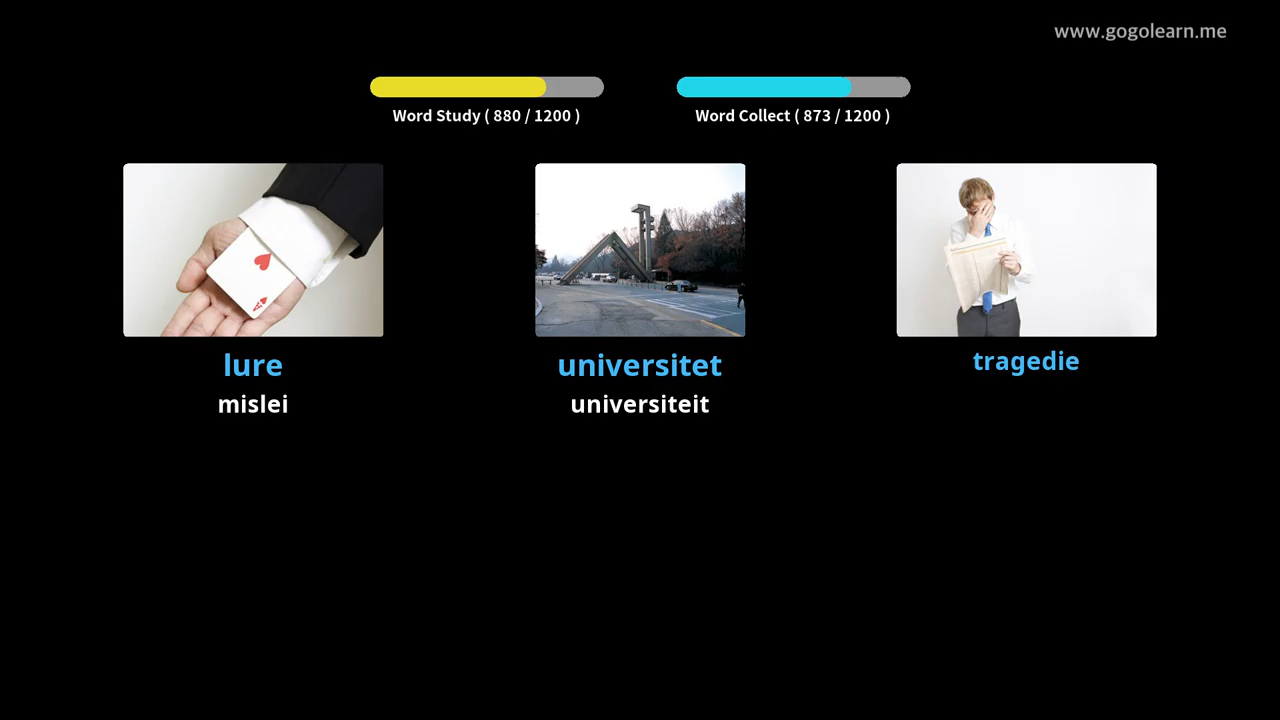 www.gogolearn.me
Word Study ( 880 / 1200 )
Word Collect ( 873 / 1200 )
lure
universitet
tragedie
mislei
universiteit